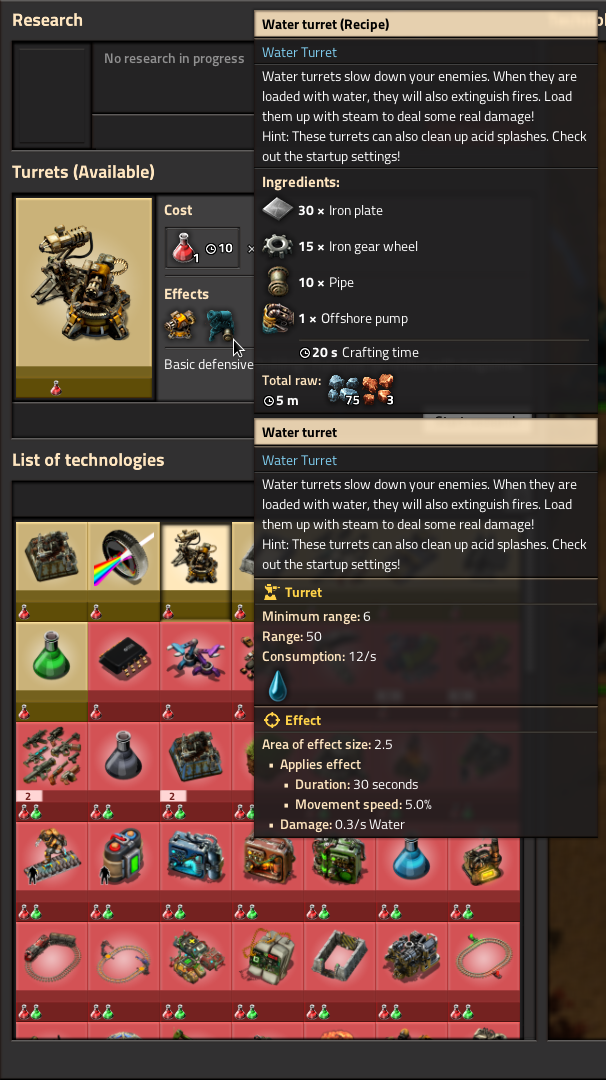 Research
No research in progress
Turrets (Available)
Cost
1
10
×
Effects
Basic defensive
List of technologies
2
2
Water turret (Recipe)
Water Turret
Water turrets slow down your enemies. When they are
loaded with water, they will also extinguish fires. Load
them up with steam to deal some real damage!
Hint: These turrets can also clean up acid splashes. Check
out the startup settings!
Ingredients:
30 × Iron plate
15 × Iron gear wheel
10 × Pipe
1 × Offshore pump
20 s Crafting time
Total raw:
5 m
75
3
Water turret
Water Turret
Water turrets slow down your enemies. When they are
loaded with water, they will also extinguish fires. Load
them up with steam to deal some real damage!
Hint: These turrets can also clean up acid splashes. Check
out the startup settings!
Turret
Minimum range: 6
Range: 50
Consumption: 12/s
Effect
Area of effect size: 2.5
Applies effect
Duration: 30 seconds
Movement speed: 5.0%
Damage: 0.3/s Water